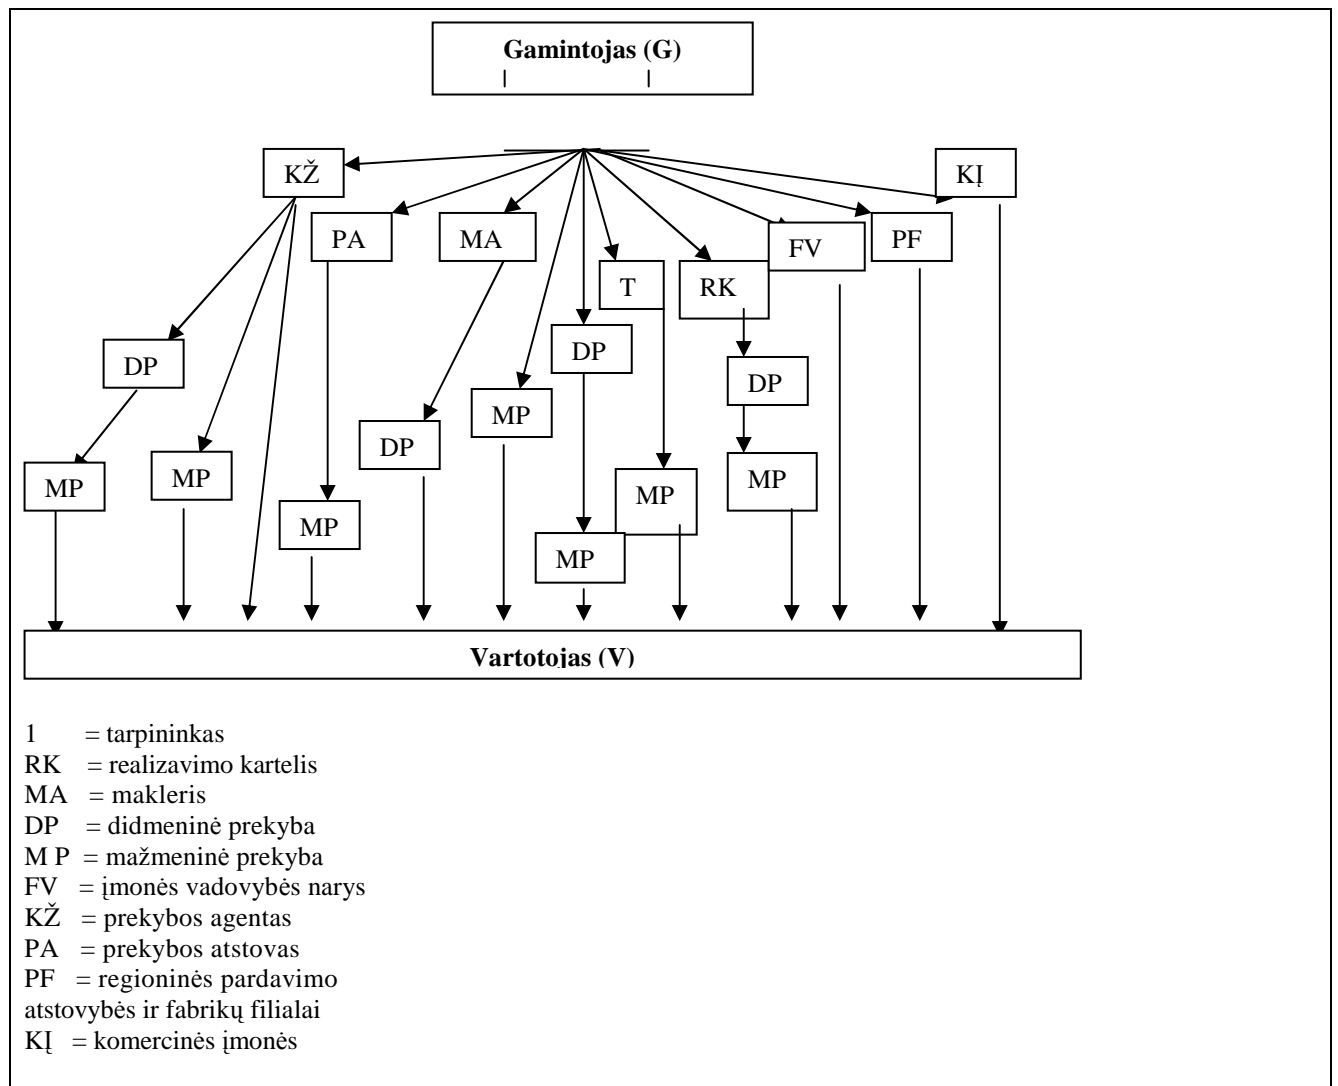 Gamintojas (G)
KŽ
KĮ
PA
MA
FV
PF
T
RK
DP
DP
DP
MP
DP
MP
MP
MP
MP
MP
MP
Vartotojas (V)
1 = tarpininkas
RK = realizavimo kartelis
MA = makleris
DP = didmeninė prekyba
M P = mažmeninė prekyba
FV = įmonės vadovybės narys
KŽ = prekybos agentas
PA = prekybos atstovas
PF = regioninės pardavimo
atstovybės ir fabrikų filialai
KĮ = komercinės įmonės